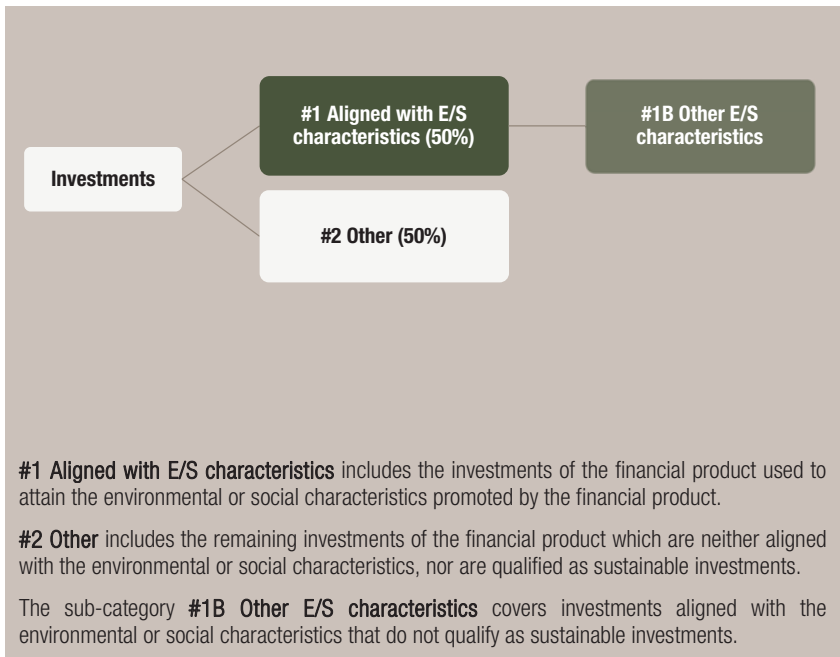 #1 Aligned with E/S
characteristics (50%)
#1B Other E/S
characteristics
Investments
#2 Other (50%)
#1 Aligned with E/S characteristics includes the investments of the financial product used to
attain the environmental or social characteristics promoted by the financial product.
#2 Other includes the remaining investments of the financial product which are neither aligned
with the environmental or social characteristics, nor are qualified as sustainable investments.
The sub-category #1B Other E/S characteristics covers investments aligned with the
environmental or social characteristics that do not qualify as sustainable investments.